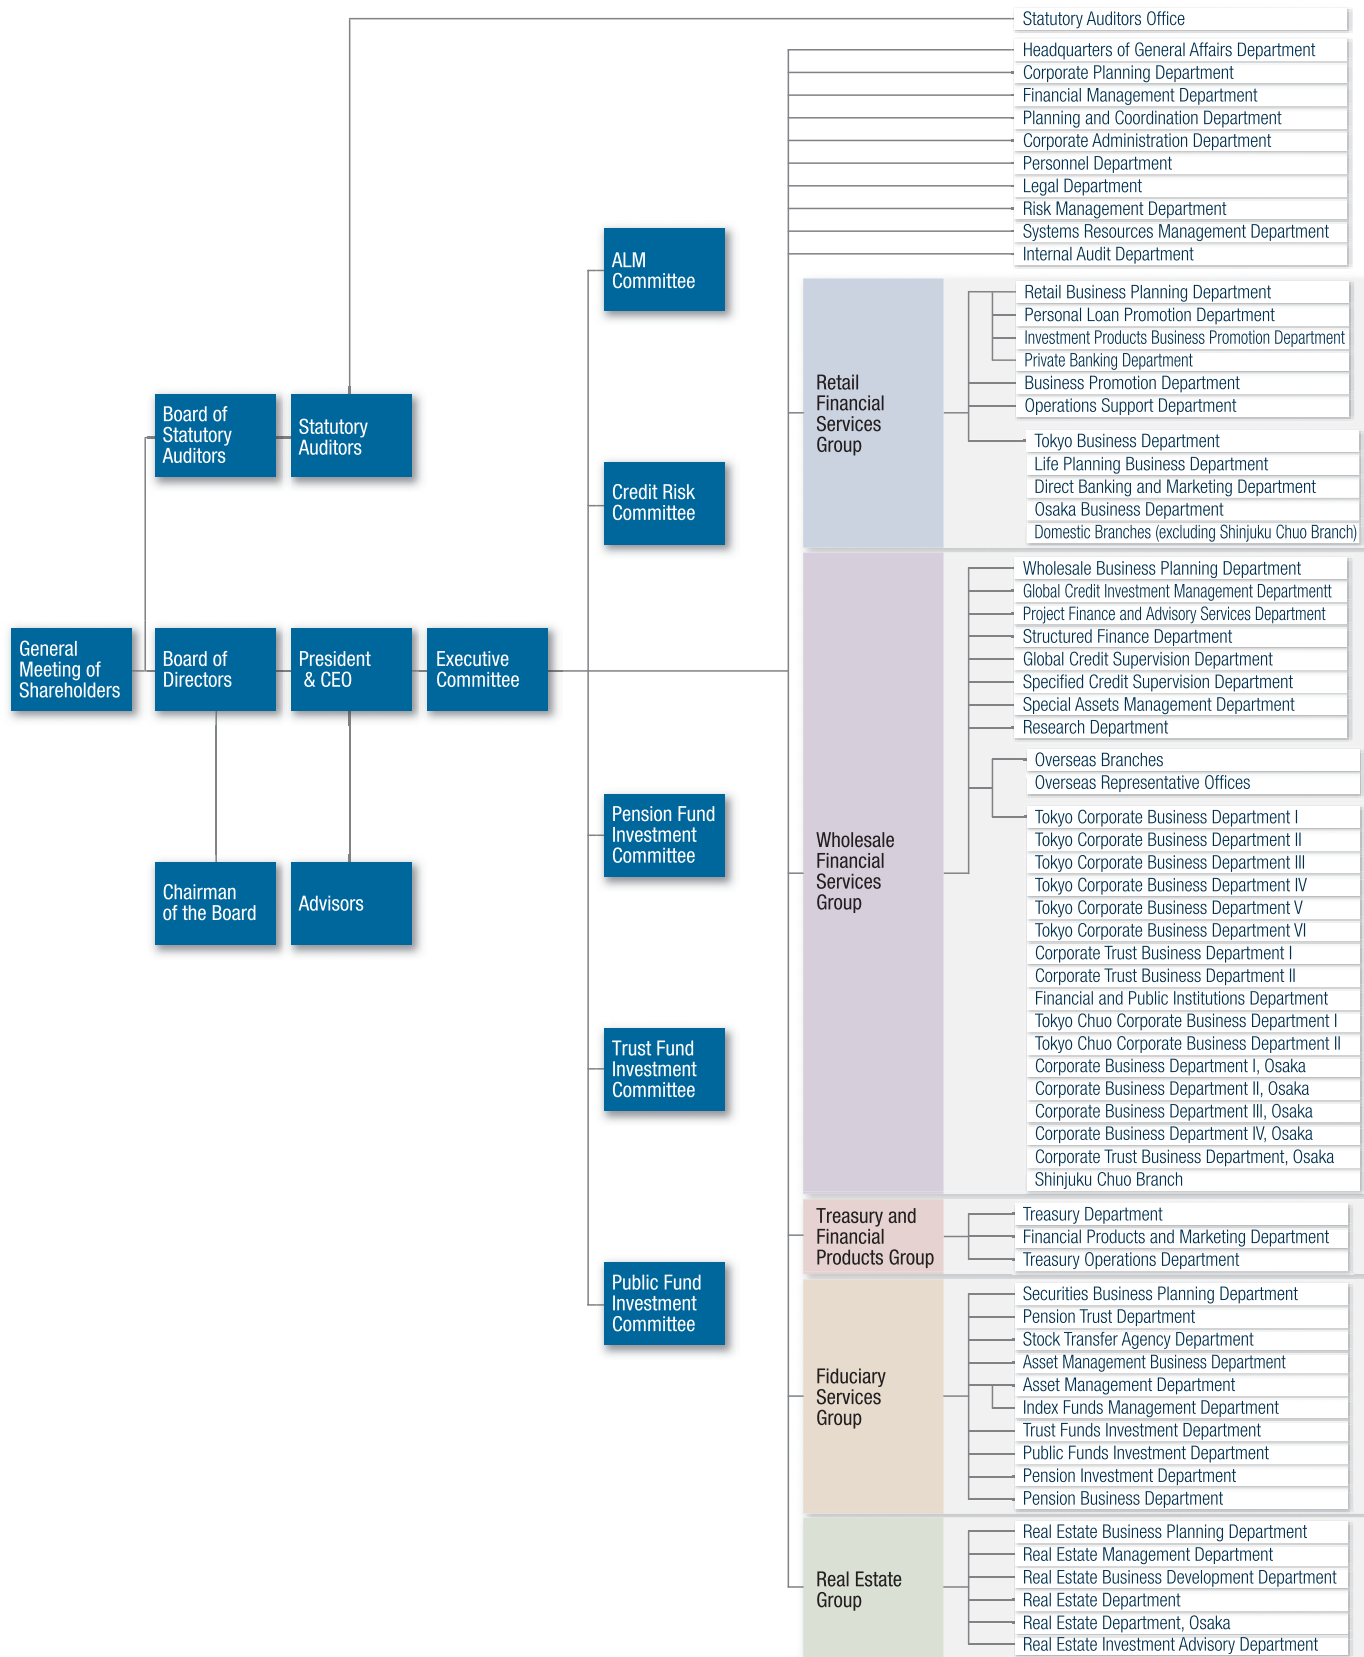 Statutory Auditors Office
Headquarters of General Affairs Department
Corporate Planning Department
Financial Management Department
Planning and Coordination Department
Corporate Administration Department
Personnel Department
Legal Department
Risk Management Department
Systems Resources Management Department
Internal Audit Department
ALM
Committee
Credit Risk
Committee
Pension Fund
Investment
Committee
Trust Fund
Investment
Committee
Public Fund
Investment
Committee
Board of
Statutory
Auditors
Statutory
Auditors
General
Meeting of
Shareholders
Board of
Directors
President
& CEO
Executive
Committee
Chairman
of the Board
Advisors
Retail
Financial
Services
Group
Retail Business Planning Department
Personal Loan Promotion Department
Investment Products Business Promotion Department
Private Banking Department
Business Promotion Department
Operations Support Department
Tokyo Business Department
Life Planning Business Department
Direct Banking and Marketing Department
Osaka Business Department
Domestic Branches (excluding Shinjuku Chuo Branch)
Wholesale
Financial
Services
Group
Wholesale Business Planning Department
Global Credit Investment Management Departmentt
Project Finance and Advisory Services Department
Structured Finance Department
Global Credit Supervision Department
Specified Credit Supervision Department
Special Assets Management Department
Research Department
Overseas Branches
Overseas Representative Offices
Tokyo Corporate Business Department I
Tokyo Corporate Business Department II
Tokyo Corporate Business Department III
Tokyo Corporate Business Department IV
Tokyo Corporate Business Department V
Tokyo Corporate Business Department VI
Corporate Trust Business Department I
Corporate Trust Business Department II
Financial and Public Institutions Department
Tokyo Chuo Corporate Business Department I
Tokyo Chuo Corporate Business Department II
Corporate Business Department I, Osaka
Corporate Business Department II, Osaka
Corporate Business Department III, Osaka
Corporate Business Department IV, Osaka
Corporate Trust Business Department, Osaka
Shinjuku Chuo Branch
Treasury and
Financial
Products Group
Treasury Department
Financial Products and Marketing Department
Treasury Operations Department
Fiduciary
Services
Group
Securities Business Planning Department
Pension Trust Department
Stock Transfer Agency Department
Asset Management Business Department
Asset Management Department
Index Funds Management Department
Trust Funds Investment Department
Public Funds Investment Department
Pension Investment Department
Pension Business Department
Real Estate
Group
Real Estate Business Planning Department
Real Estate Management Department
Real Estate Business Development Department
Real Estate Department
Real Estate Department, Osaka
Real Estate Investment Advisory Department